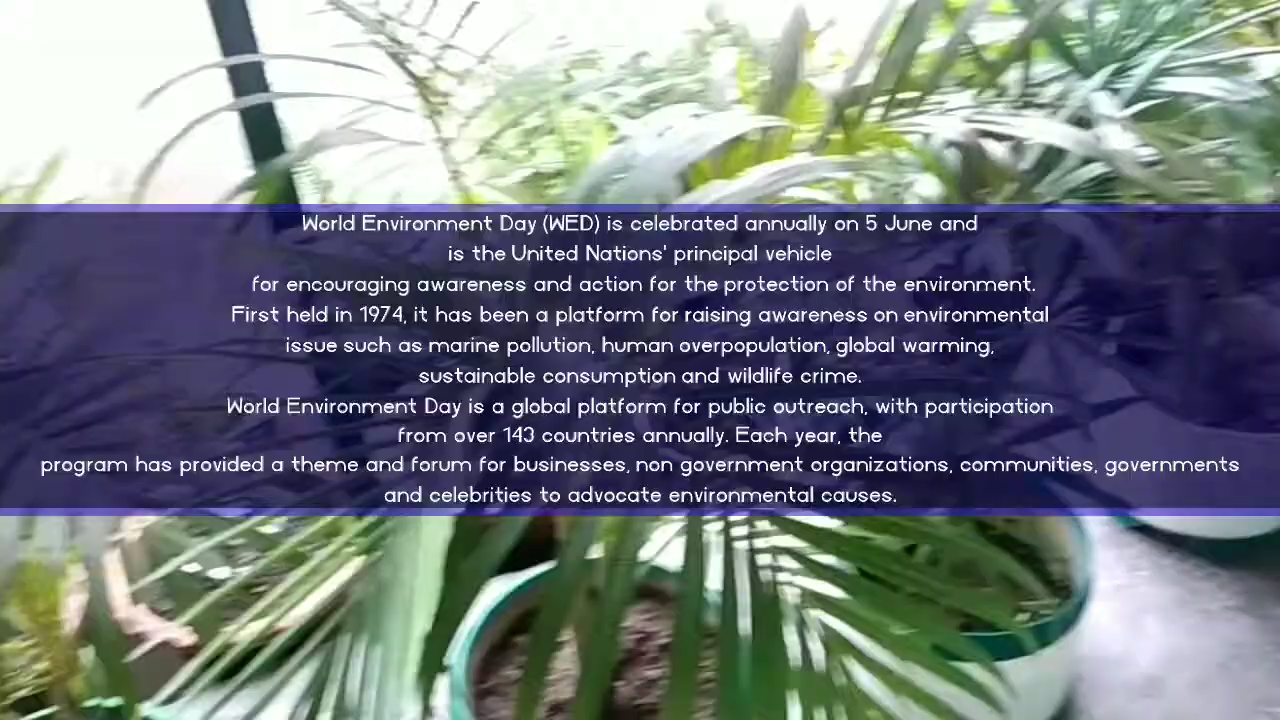 World Environment Day (WED) is celebrated annually on 5 June and
is the United Nations' principal vehicle
for encouraging awareness and action for the protection of the environment.
First held in 1974, it has been a platform for raising awareness on environmental
issue such as marine pollution, human overpopulation, global warming,
sustainable consumption and wildlife crime.
World Environment Day is a global platform for public outreach, with participation
from over 143 countries annually. Each year, the
program has provided a theme and forum for businesses, non government organizations, communities, governments
and celebrities to advocate environmental causes.